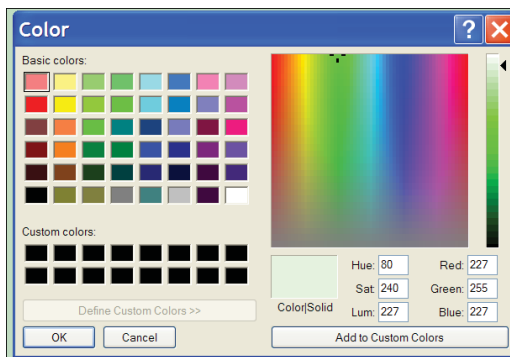 Color
Basic colors:
Custom colors:
Define Custom Colors >>
OK Cancel
Color|Solid
Hue: 80 Red: 227
Sat: 240 Green: 255
Lum: 227 Blue: 227
Add to Custom Colors